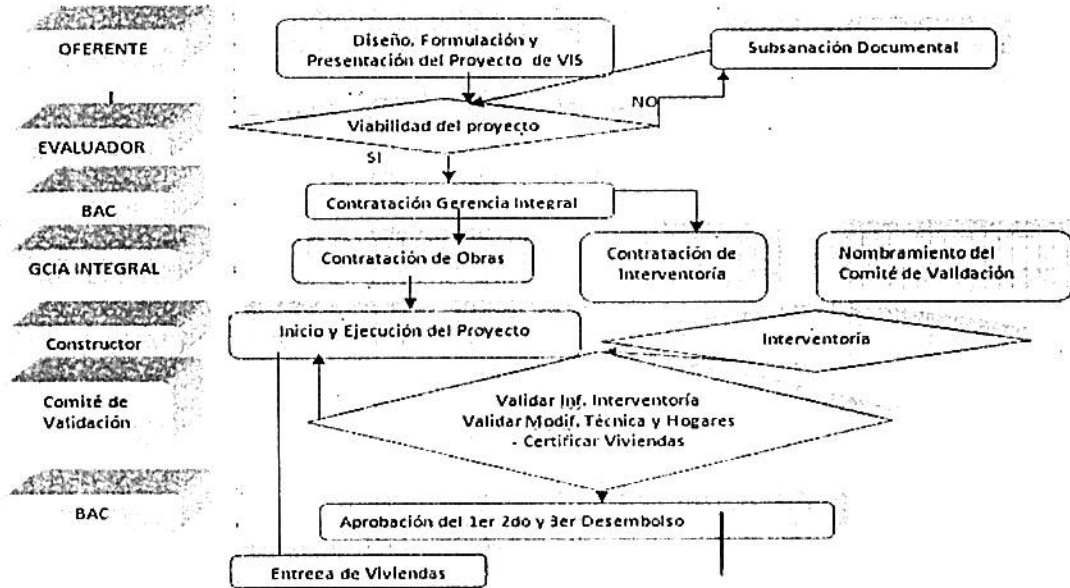 OFERENTE
Diseño, Formulación y
Presentación del Proyecto de VIS
Subsanación Documental
NO
Viabilidad del proyecto
EVALUADOR
SI
BAC
Contratación Gerencia Integral
GCIA INTEGRAL
Contratación de Obras
Contratación de
Interventoría
Nombramiento del
Comité de Validación
Constructor
Inicio y Ejecución del Proyecto
Interventoría
Comité de
Validación
Validar Inf. Interventoría
Validar Modif. Técnica y Hogares
- Certificar Viviendas
BAC
Aprobación del 1er 2do y 3er Desembolso
Entrega de Viviendas